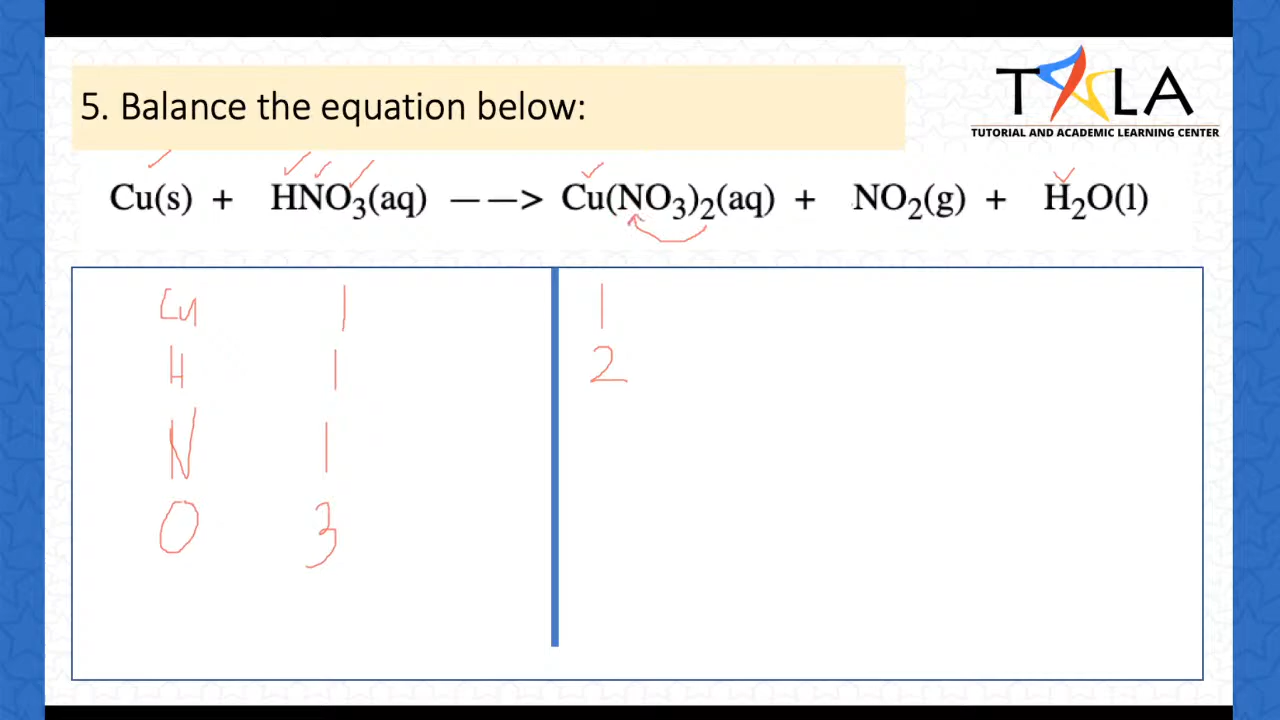 TALA
TUTORIAL AND ACADEMIC LEARNING CENTER
5. Balance the equation below:
Cu(s) + HNO₃(aq) ——> Cu(NO₃)₂(aq) + NO₂(g) + H₂O(l)
Cu 1 1
H 1 2
N 1
O 3